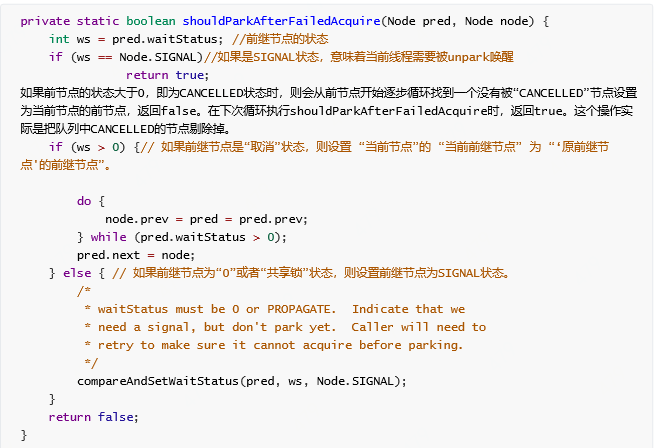 private static boolean shouldParkAfterFailedAcquire(Node pred, Node node) {
    int ws = pred.waitStatus; //前继节点的状态
    if (ws == Node.SIGNAL)//如果是SIGNAL状态，意味着当前线程需要被unpark唤醒
               return true;
如果前节点的状态大于0，即为CANCELLED状态时，则会从前节点开始逐步循环找到一个没有被“CANCELLED”节点设置
为当前节点的前节点，返回false。在下次循环执行shouldParkAfterFailedAcquire时，返回true。这个操作实
际是把队列中CANCELLED的节点剔除掉。
    if (ws > 0) {// 如果前继节点是“取消”状态，则设置 “当前节点”的 “当前前继节点” 为 “‘原前继节
点'的前继节点”。
        do {
            node.prev = pred = pred.prev;
        } while (pred.waitStatus > 0);
        pred.next = node;
    } else { // 如果前继节点为“0”或者“共享锁”状态，则设置前继节点为SIGNAL状态。
        /*
         * waitStatus must be 0 or PROPAGATE.  Indicate that we
         * need a signal, but don't park yet.  Caller will need to
         * retry to make sure it cannot acquire before parking.
         */
        compareAndSetWaitStatus(pred, ws, Node.SIGNAL);
    }
    return false;
}